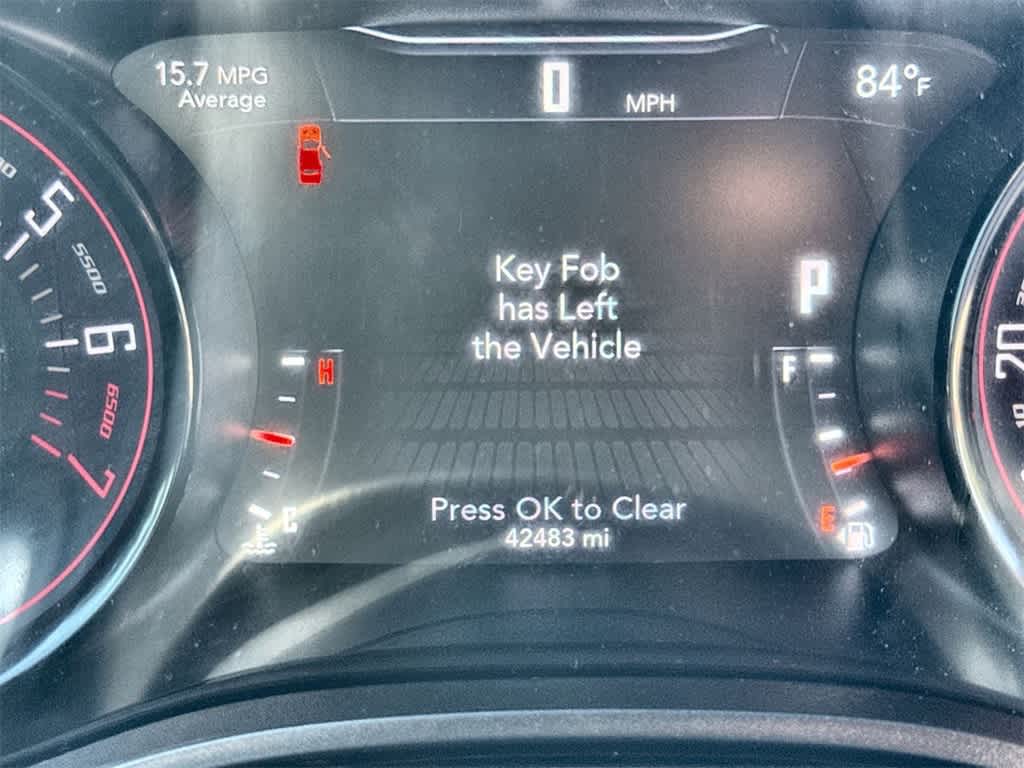 15.7 MPG
Average
0 MPH
84°F
5
5500
6
6500
7
Key Fob
has Left
the Vehicle
P
H
F
C
E
Press OK to Clear
42483 mi
20